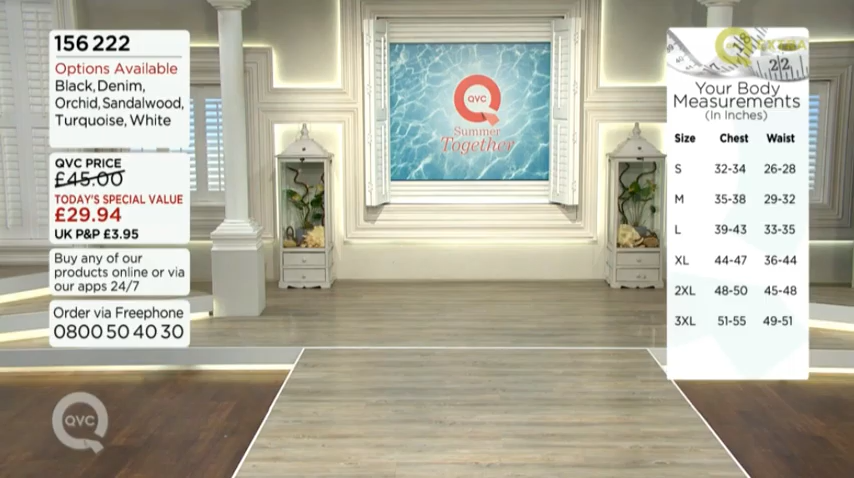 156 222
Options Available
Black, Denim,
Orchid, Sandalwood,
Turquoise, White
QVC PRICE
£45.00
TODAY'S SPECIAL VALUE
£29.94
UK P&P £3.95
Buy any of our
products online or via
our apps 24/7
Order via Freephone
0800 50 40 30
QVC
QVC
Summer
Together
22
Your Body
Measurements
(In Inches)
Size Chest Waist
S 32-34 26-28
M 35-38 29-32
L 39-43 33-35
XL 44-47 36-44
2XL 48-50 45-48
3XL 51-55 49-51